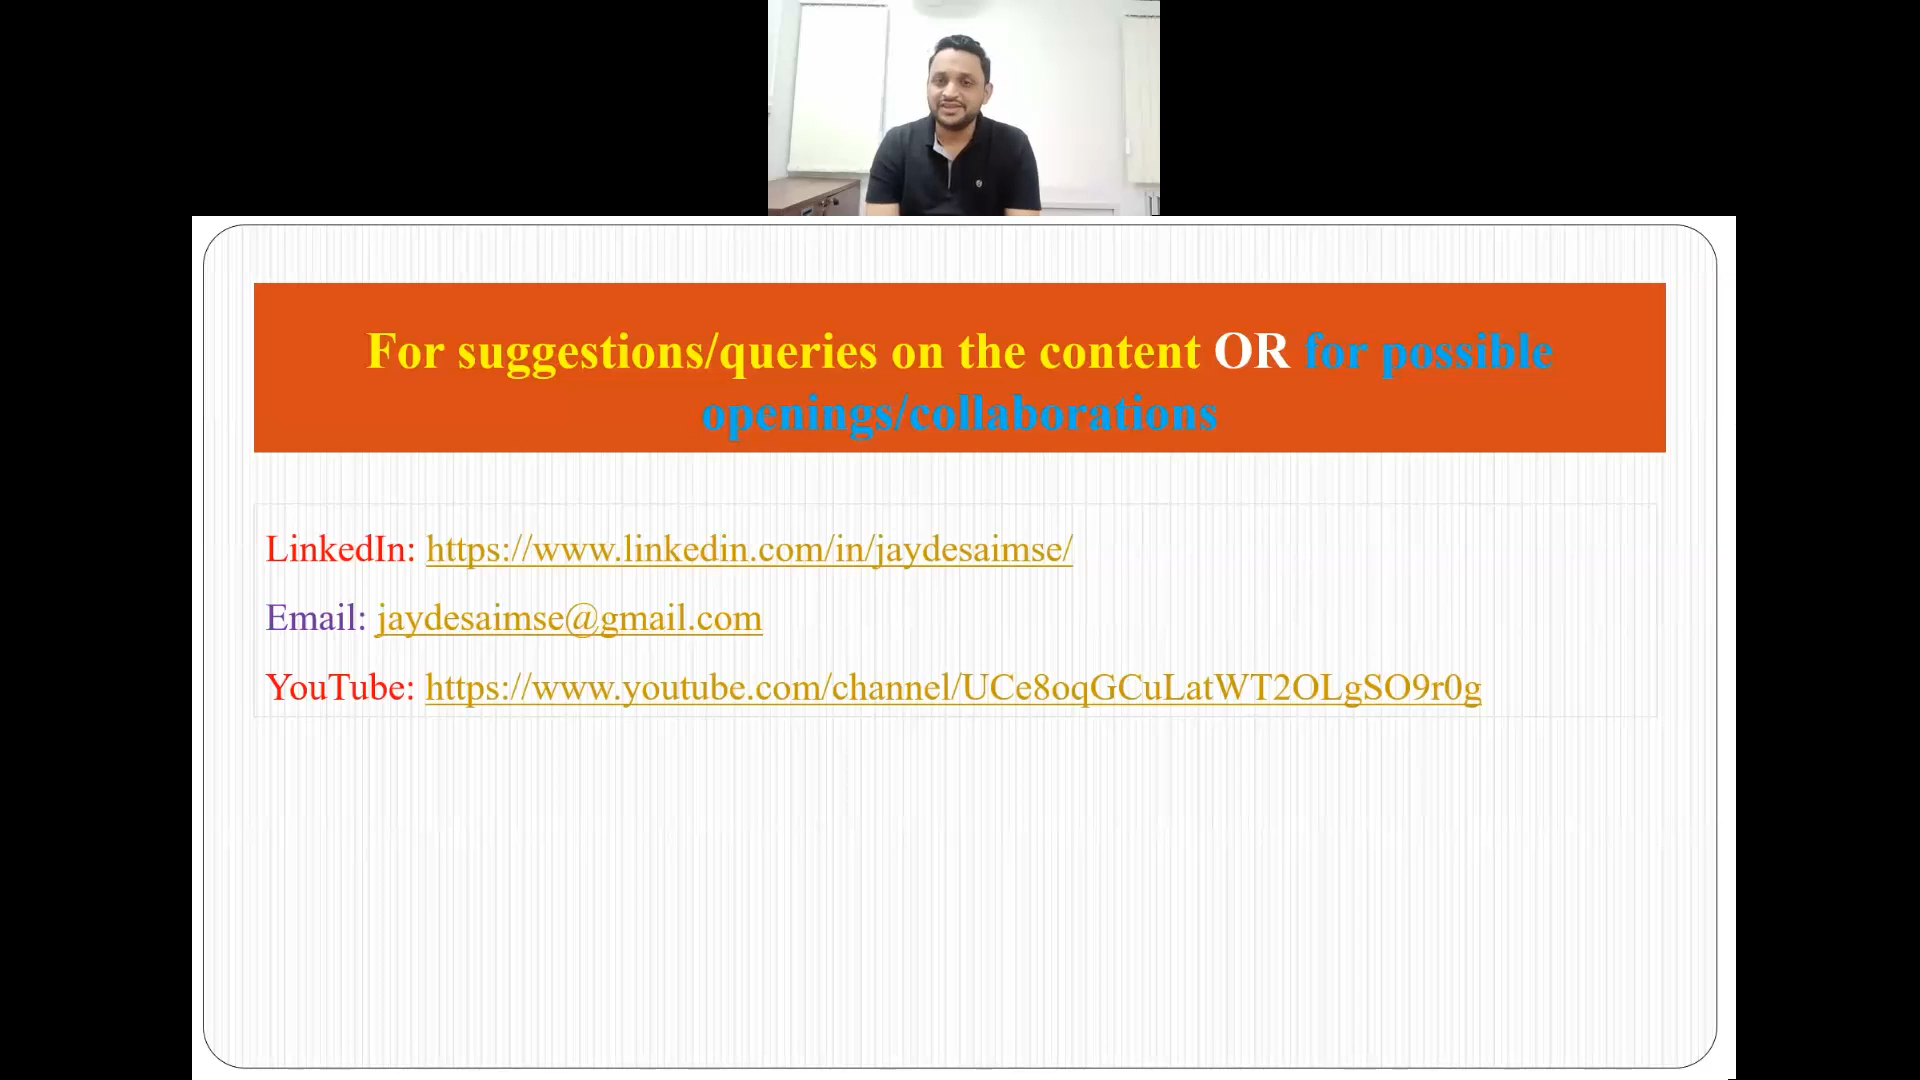 For suggestions/queries on the content OR for possible
openings/collaborations
LinkedIn: https://www.linkedin.com/in/jaydesaimse/
Email: jaydesaimse@gmail.com
YouTube: https://www.youtube.com/channel/UCe8oqGCuLatWT2OLgSO9r0g